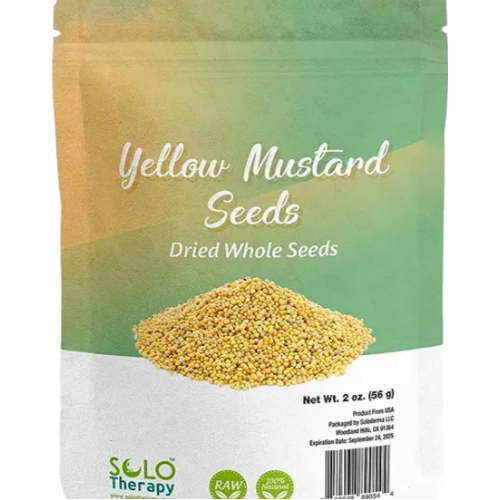 Yellow Mustard
Seeds
Dried Whole Seeds
Net Wt. 2 oz. (56 g)
Product From USA
Packaged by Soloderma LLC
Woodland Hills, CA 91364
Expiration Date: September 24, 2025
SOLO™
Therapy
RAW
100%
Natural